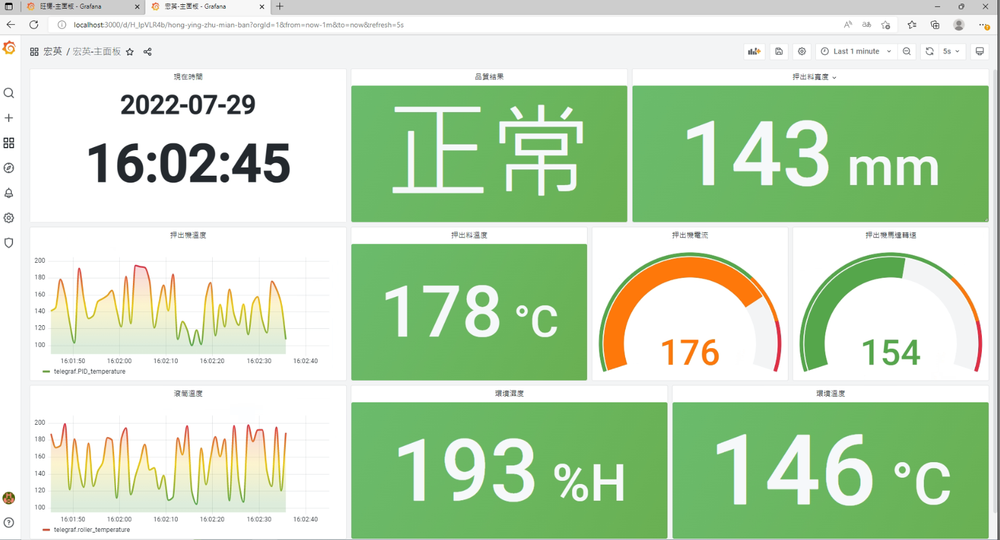 旺欉-主面板 - Grafana
宏英-主面板 - Grafana
localhost:3000/d/H_IpVLR4b/hong-ying-zhu-mian-ban?orgId=1&from=now-1m&to=now&refresh=5s
宏英 / 宏英-主面板
Last 1 minute
5s
現在時間
2022-07-29
16:02:45
品質結果
正常
押出料寬度
143 mm
押出機溫度
200
180
160
140
120
100
16:01:50 16:02:00 16:02:10 16:02:20 16:02:30 16:02:40
telegraf.PID_temperature
押出料溫度
178 °C
押出機電流
176
押出機馬達轉速
154
滾筒溫度
200
180
160
140
120
100
16:01:50 16:02:00 16:02:10 16:02:20 16:02:30 16:02:40
telegraf.roller_temperature
環境濕度
193 %H
環境溫度
146 °C